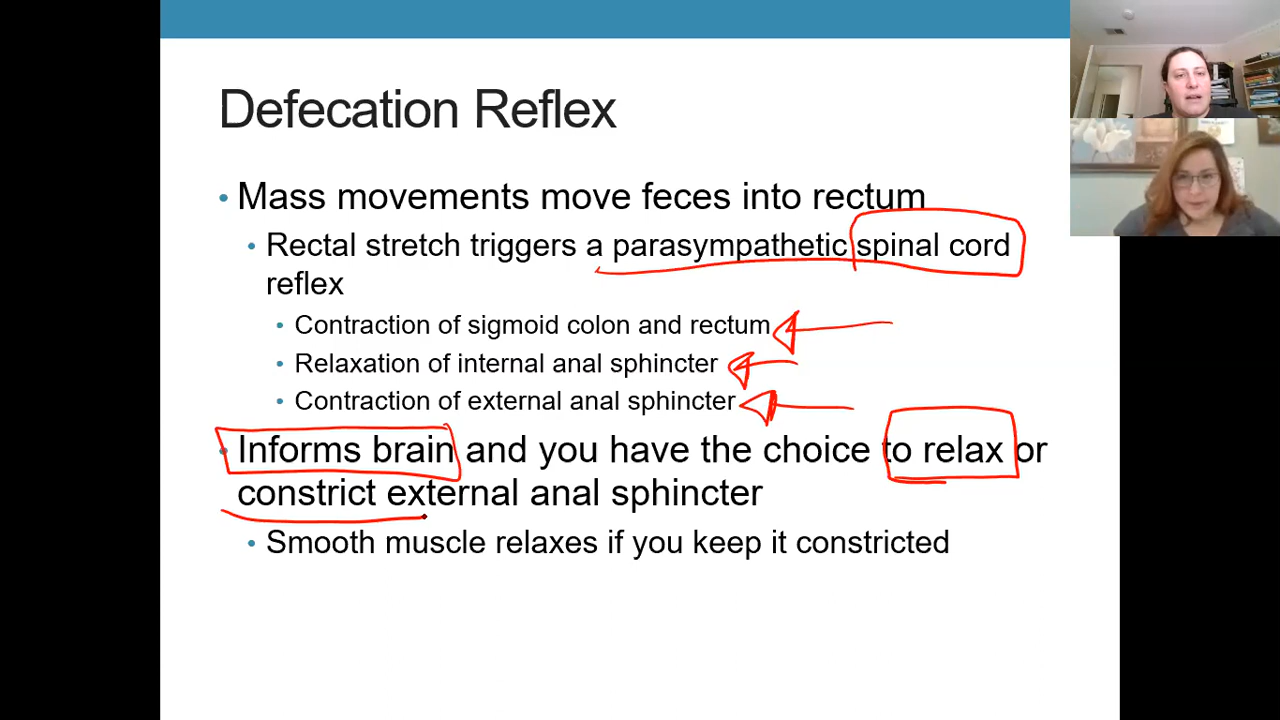 Defecation Reflex
• Mass movements move feces into rectum
• Rectal stretch triggers a parasympathetic spinal cord
reflex
• Contraction of sigmoid colon and rectum
• Relaxation of internal anal sphincter
• Contraction of external anal sphincter
• Informs brain and you have the choice to relax or
constrict external anal sphincter
• Smooth muscle relaxes if you keep it constricted